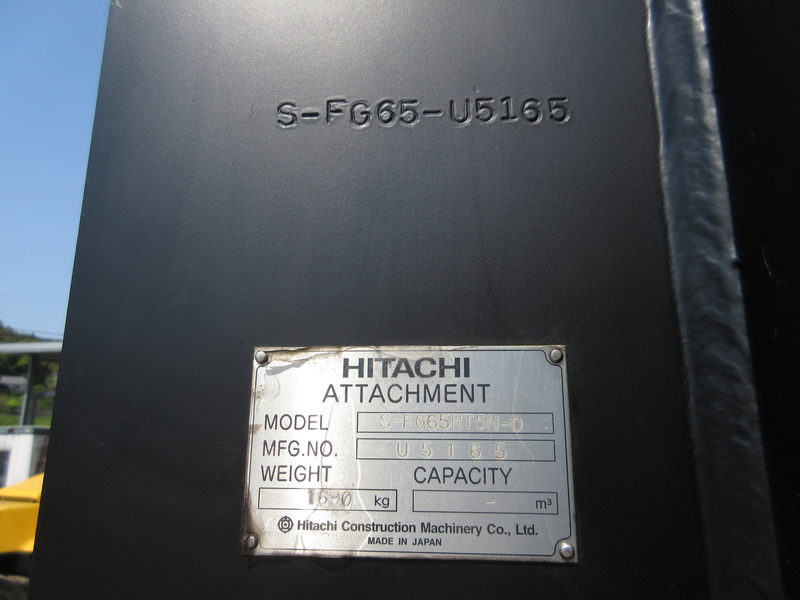 S-FG65-U5165
HITACHI
ATTACHMENT
MODEL S-FG65RT5N-D
MFG.NO. U5165
WEIGHT CAPACITY
kg - m³
Hitachi Construction Machinery Co., Ltd.
MADE IN JAPAN